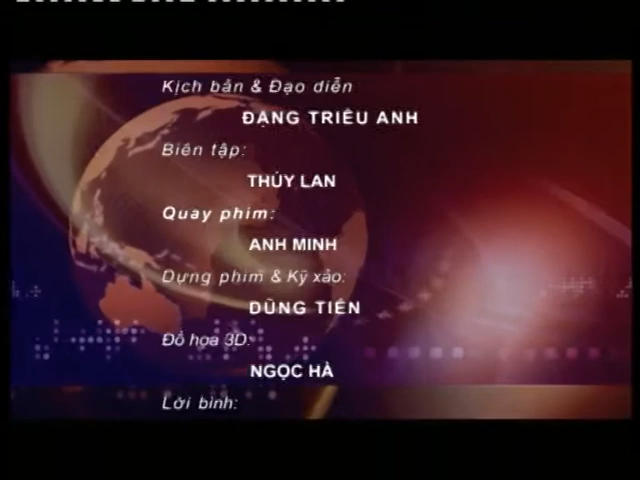 Kịch bản & Đạo diễn
ĐẶNG TRIỀU ANH
Biên tập:
THÚY LAN
Quay phim:
ANH MINH
Dựng phim & Kỹ xảo:
DŨNG TIẾN
Đồ họa 3D:
NGỌC HÀ
Lời bình: